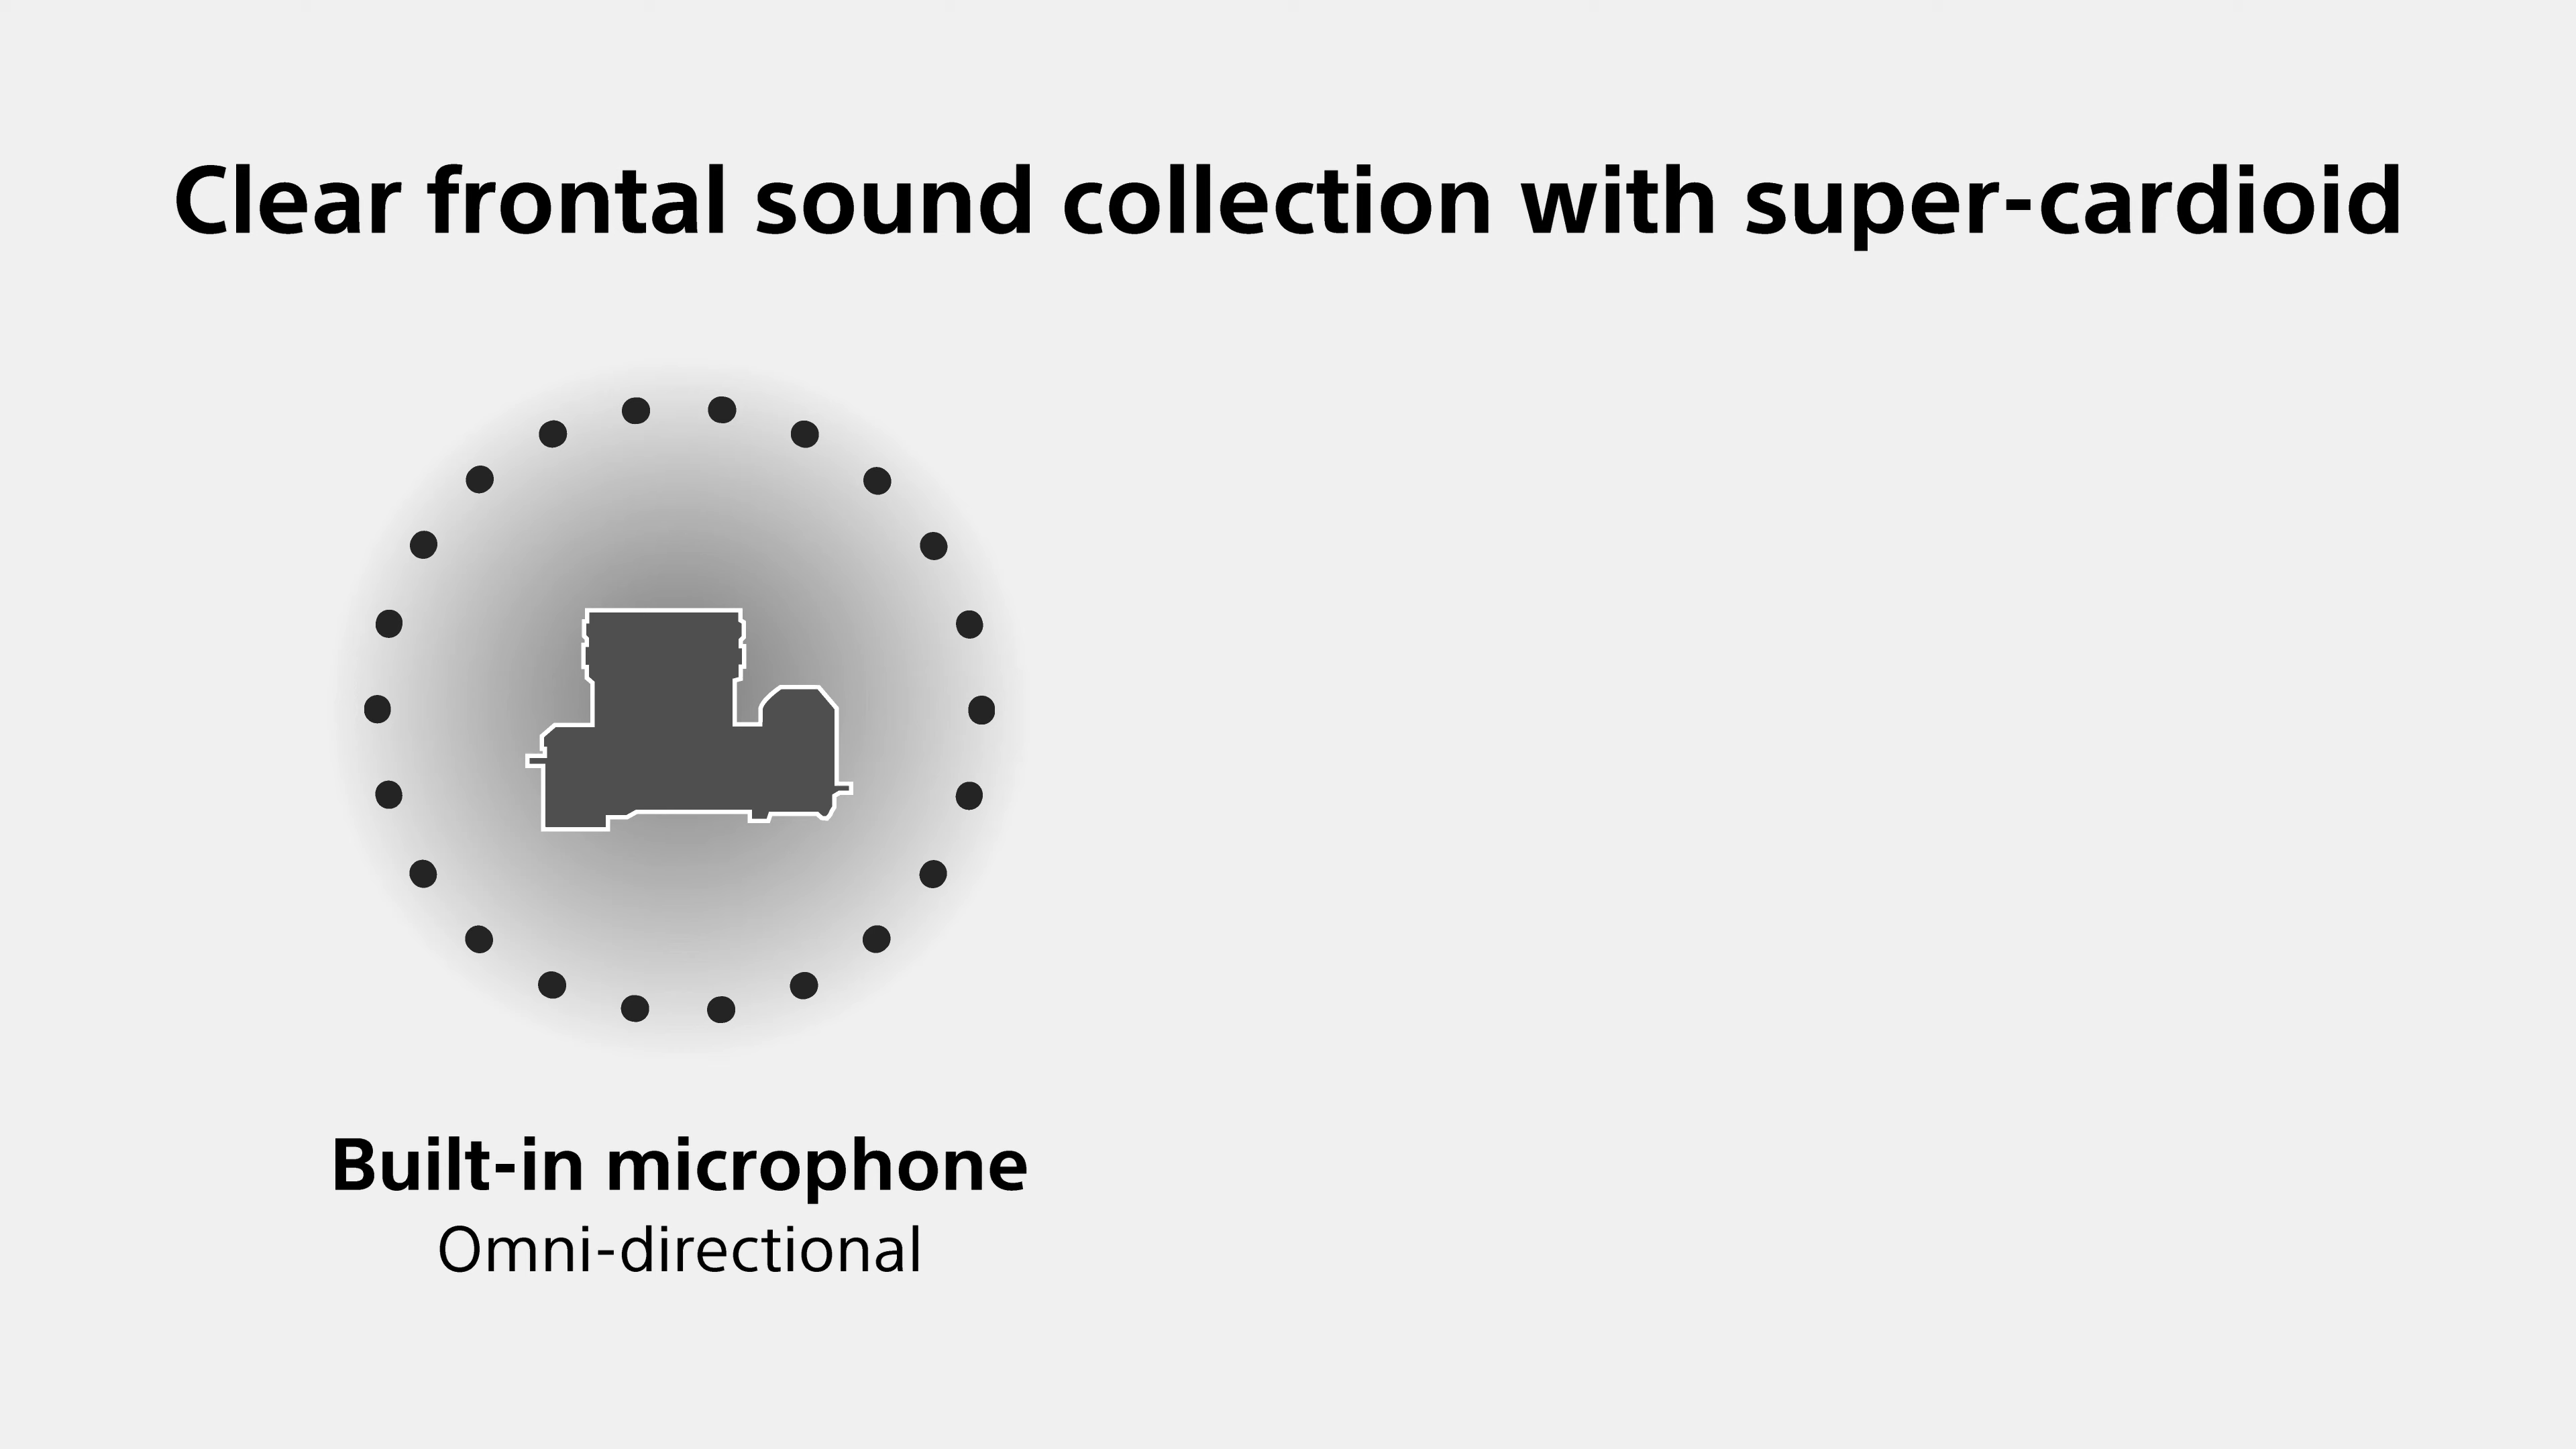 Clear frontal sound collection with super-cardioid
Built-in microphone
Omni-directional